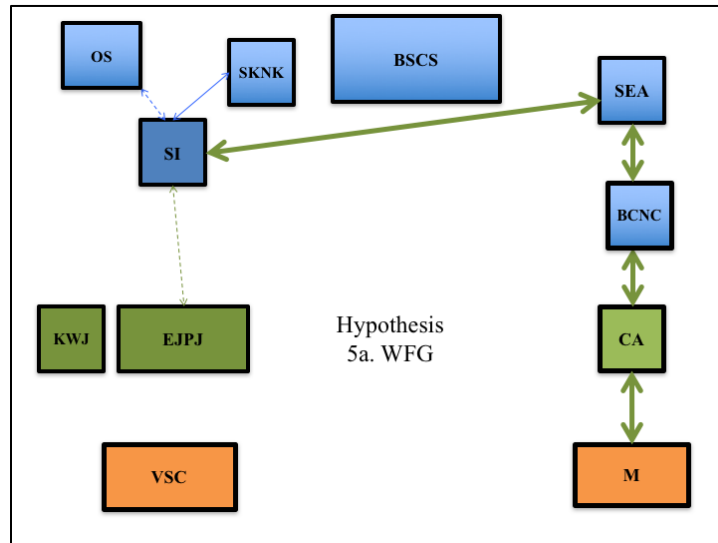 OS
SKNK
BSCS
SEA
SI
BCNC
KWJ
EJPJ
Hypothesis
5a. WFG
CA
VSC
M